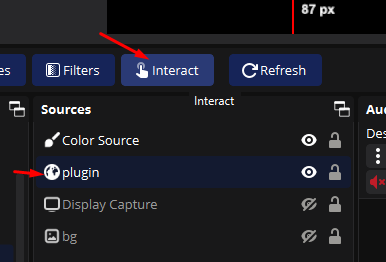 87 px
es
Filters
Interact
Refresh
Interact
Sources
Au
Color Source
Des
plugin
Display Capture
bg